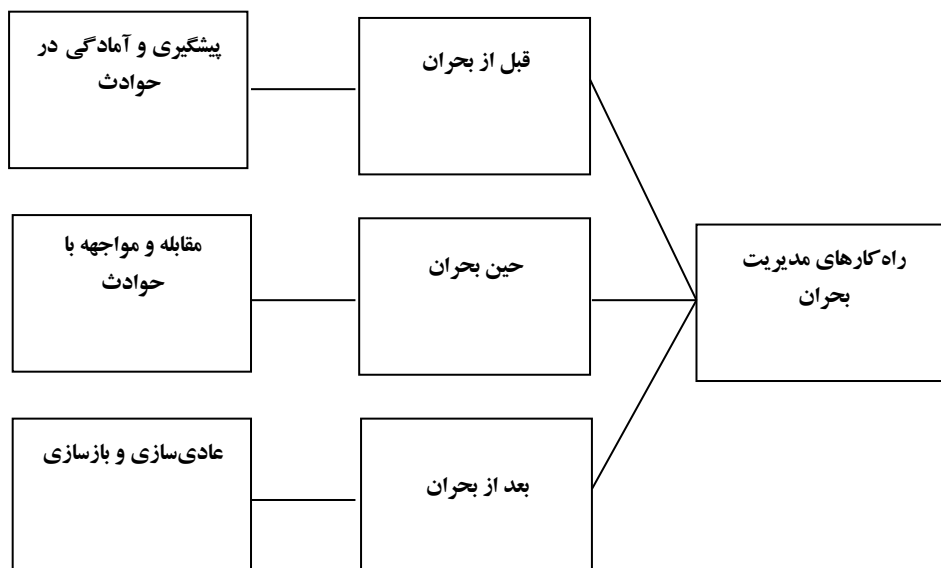 راه‌کارهای مدیریت
بحران
قبل از بحران
پیشگیری و آمادگی در
حوادث
حین بحران
مقابله و مواجهه با
حوادث
بعد از بحران
عادی‌سازی و بازسازی